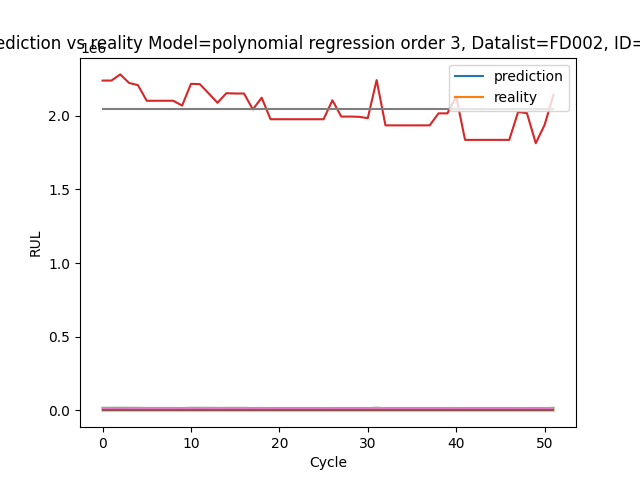 ediction vs reality Model=polynomial regression order 3, Datalist=FD002, ID=
1e6
prediction
reality
2.0
1.5
1.0
0.5
0.0
RUL
0 10 20 30 40 50
Cycle